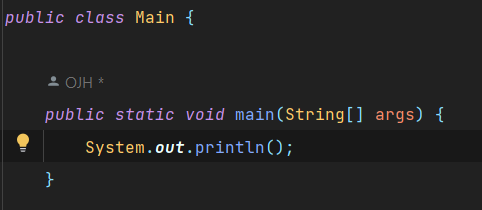 public class Main {
OJH *
public static void main(String[] args) {
System.out.println();
}